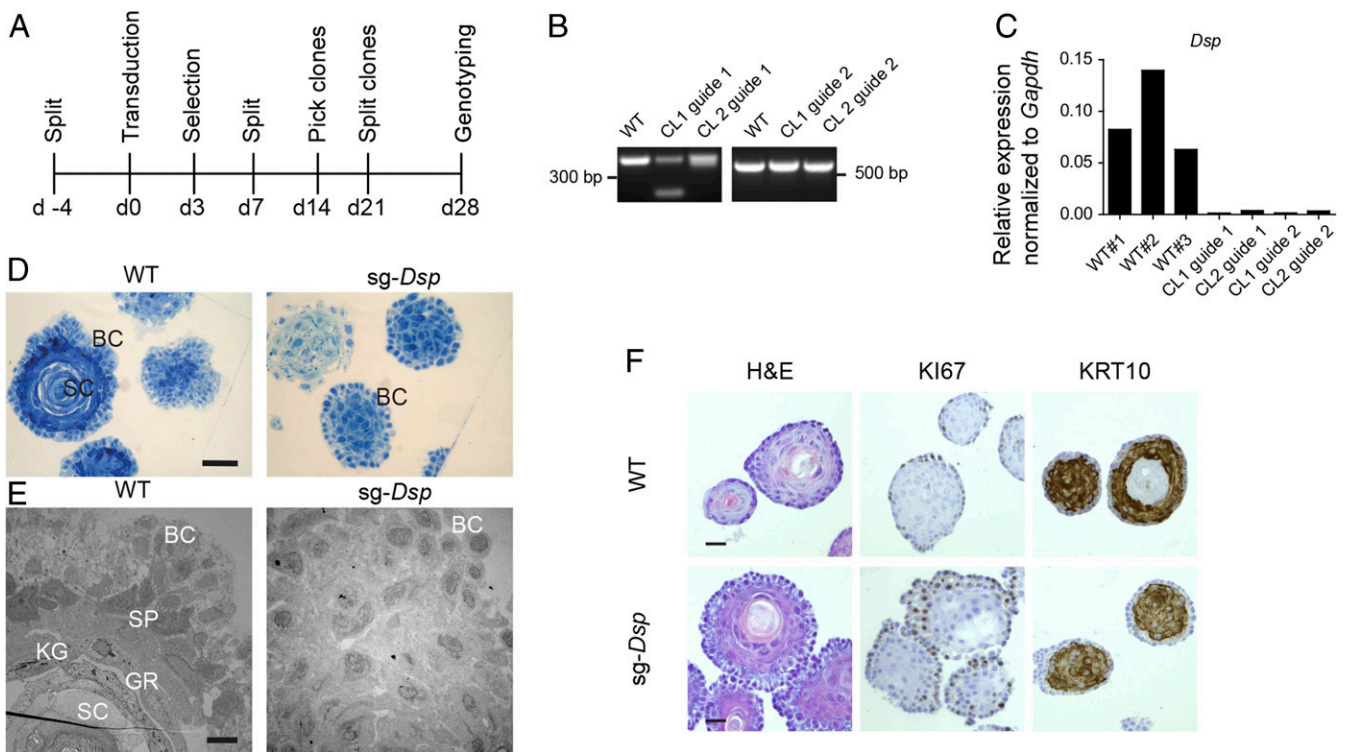 A
Split
Transduction
Selection
Split
Pick clones
Split clones
Genotyping
d -4
d0
d3
d7
d14
d21
d28
B
WT
CL1 guide 1
CL 2 guide 1
WT
CL1 guide 2
CL 2 guide 2
300 bp
500 bp
C
Dsp
Relative expression
normalized to Gapdh
0.15
0.10
0.05
0.00
WT#1
WT#2
WT#3
CL1 guide 1
CL2 guide 1
CL1 guide 2
CL2 guide 2
D
WT
sg-Dsp
BC
SC
BC
E
WT
sg-Dsp
BC
SP
KG
GR
SC
BC
F
H&E
KI67
KRT10
WT
sg-Dsp